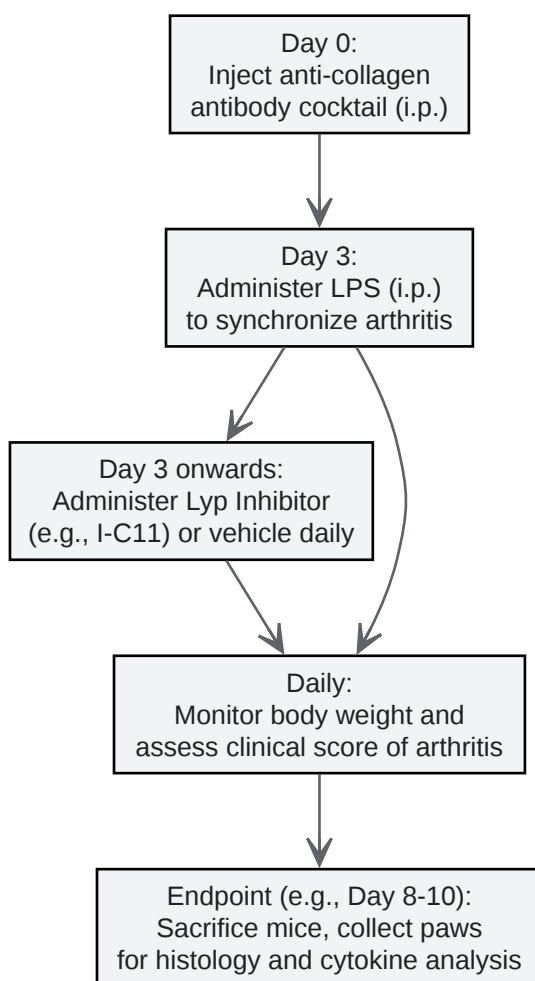 Day 0:
Inject anti-collagen
antibody cocktail (i.p.)
Day 3:
Administer LPS (i.p.)
to synchronize arthritis
Day 3 onwards:
Administer Lyp Inhibitor
(e.g., I-C11) or vehicle daily
Daily:
Monitor body weight and
assess clinical score of arthritis
Endpoint (e.g., Day 8-10):
Sacrifice mice, collect paws
for histology and cytokine analysis